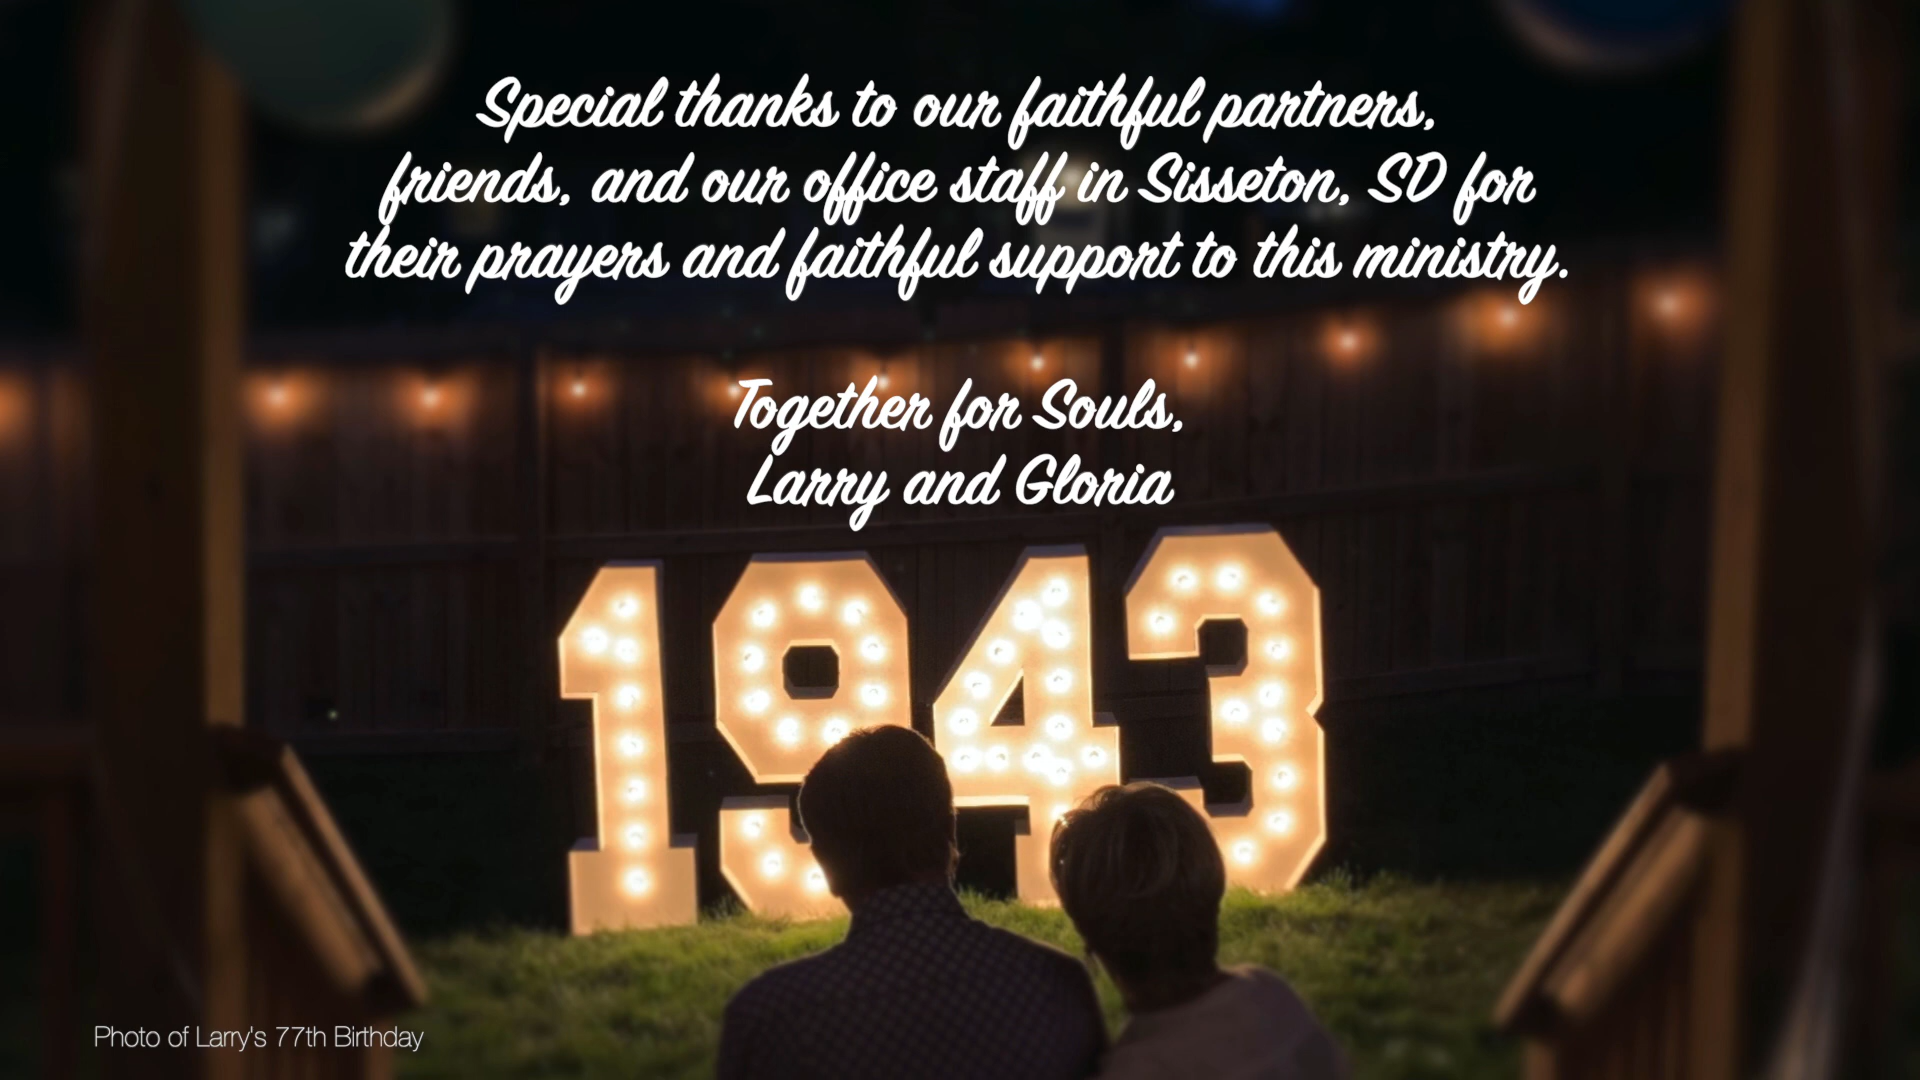 Special thanks to our faithful partners,
friends, and our office staff in Sisseton, SD for
their prayers and faithful support to this ministry.
Together for Souls,
Larry and Gloria
1943
Photo of Larry's 77th Birthday